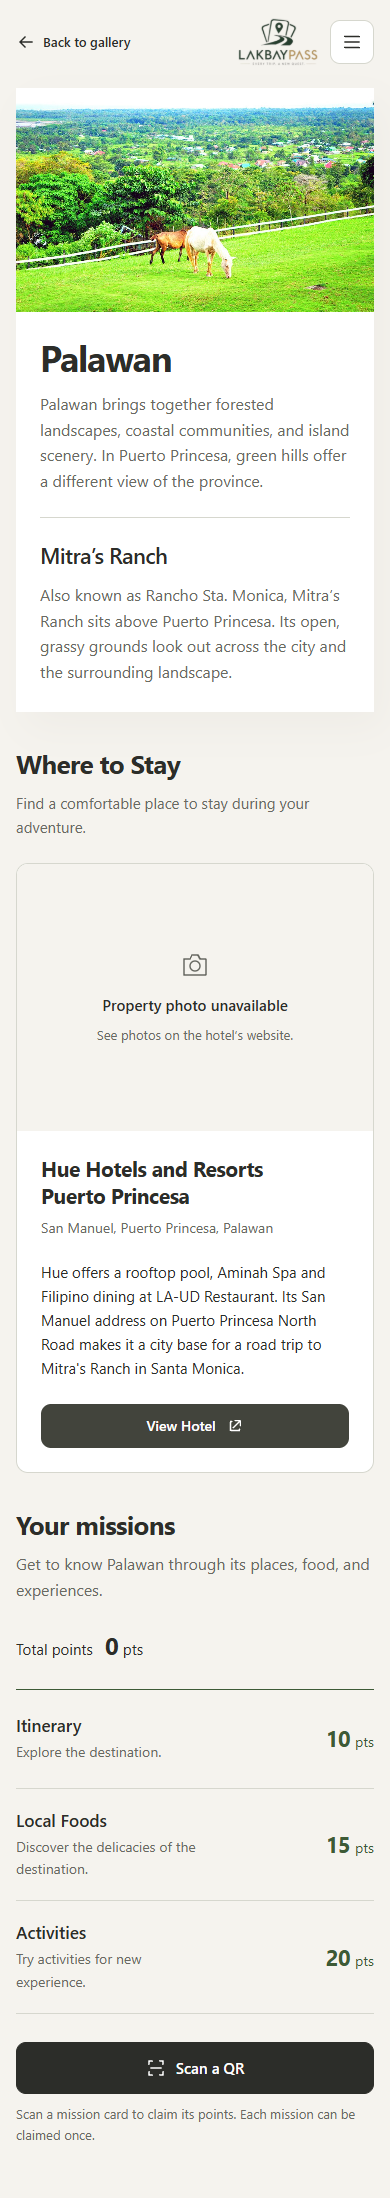 Back to gallery
LAKBAYPASS
Palawan
Palawan brings together forested
landscapes, coastal communities, and island
scenery. In Puerto Princesa, green hills offer
a different view of the province.
Mitra’s Ranch
Also known as Rancho Sta. Monica, Mitra’s
Ranch sits above Puerto Princesa. Its open,
grassy grounds look out across the city and
the surrounding landscape.
Where to Stay
Find a comfortable place to stay during your
adventure.
Property photo unavailable
See photos on the hotel’s website.
Hue Hotels and Resorts
Puerto Princesa
San Manuel, Puerto Princesa, Palawan
Hue offers a rooftop pool, Aminah Spa and
Filipino dining at LA-UD Restaurant. Its San
Manuel address on Puerto Princesa North
Road makes it a city base for a road trip to
Mitra's Ranch in Santa Monica.
View Hotel
Your missions
Get to know Palawan through its places, food, and
experiences.
Total points 0 pts
Itinerary
Explore the destination.
10 pts
Local Foods
Discover the delicacies of the
destination.
15 pts
Activities
Try activities for new
experience.
20 pts
Scan a QR
Scan a mission card to claim its points. Each mission can be
claimed once.